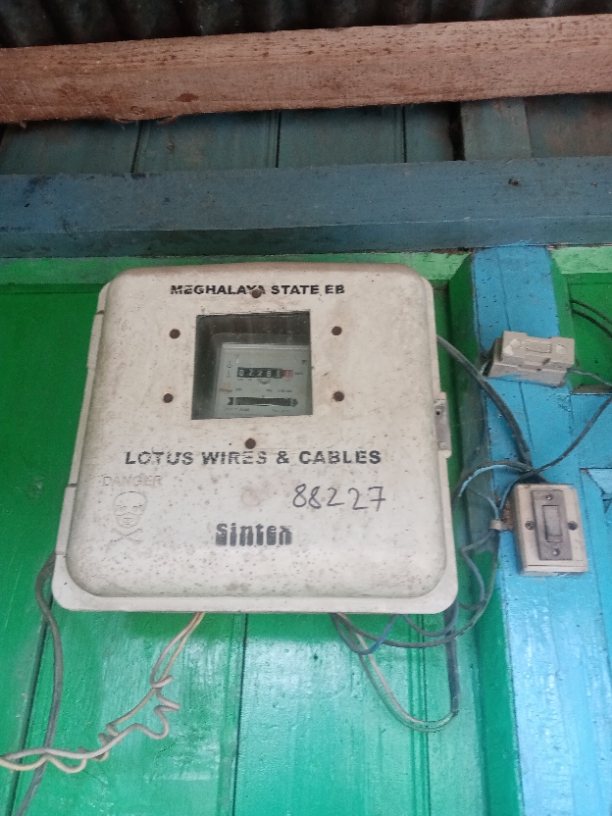 MEGHALAYA STATE EB
LOTUS WIRES & CABLES
DANGER
88227
Sintex